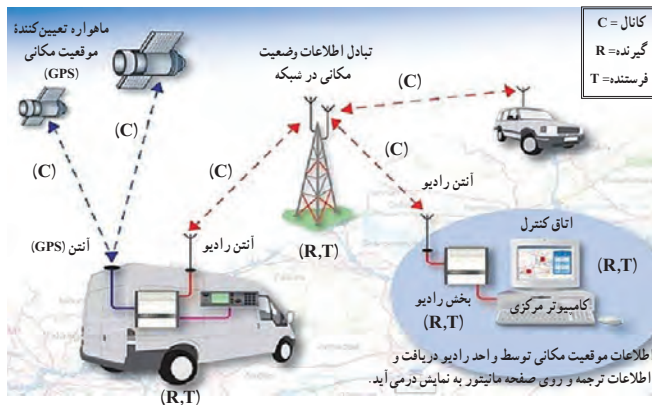 کانال = C
گیرنده = R
فرستنده = T
ماهواره تعیین‌کنندهٔ
موقعیت مکانی
(GPS)
تبادل اطلاعات وضعیت
مکانی در شبکه
(C)
(C)
(C)
(C)
(C)
آنتن رادیو
آنتن (GPS)
آنتن رادیو
(R,T)
اتاق کنترل
(R,T)
کامپیوتر مرکزی
بخش رادیو
(R,T)
(R,T)
طلاعات موقعیت مکانی توسط واحد رادیو دریافت و
اطلاعات ترجمه و روی صفحه مانیتور به نمایش درمی آید.